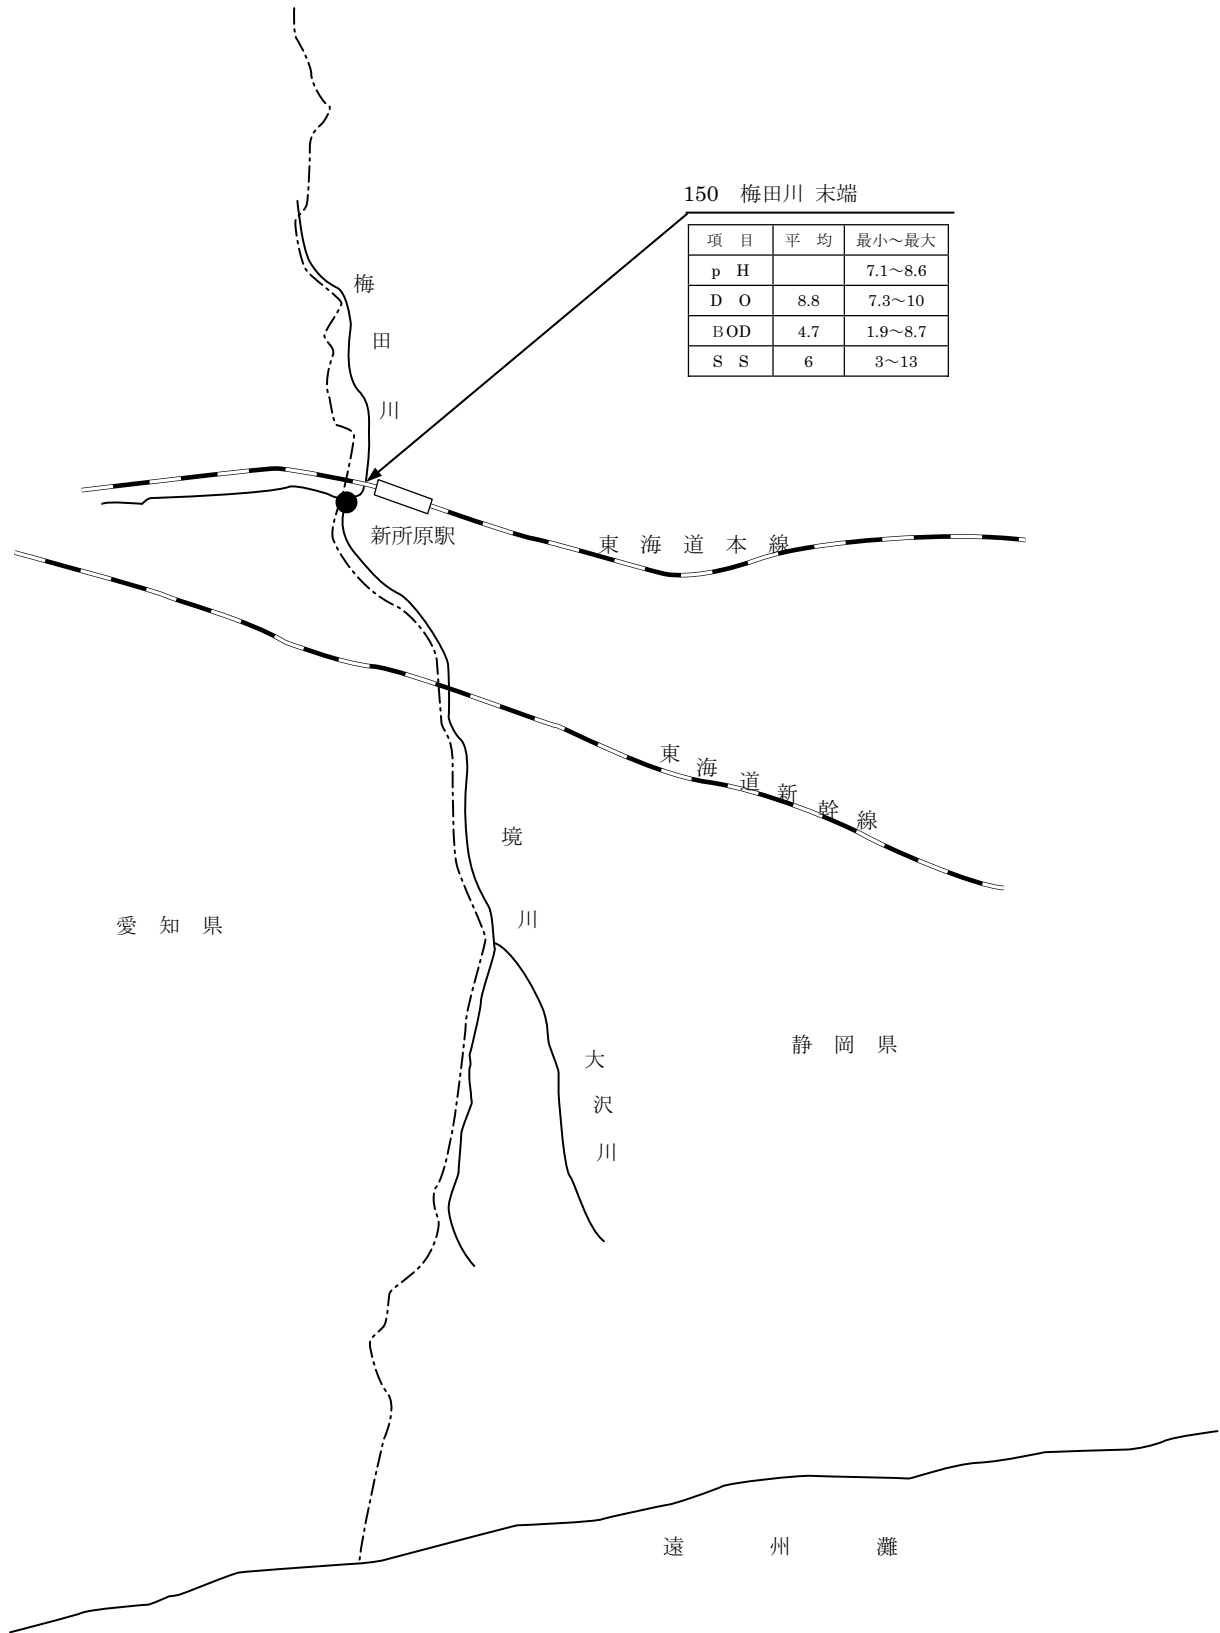 150　梅田川 末端
項　目　平　均　最小～最大
p　H　7.1～8.6
D　O　8.8　7.3～10
BOD　4.7　1.9～8.7
S　S　6　3～13
梅田川
新所原駅
東海道本線
東海道新幹線
境川
愛　知　県
静　岡　県
大沢川
遠　州　灘